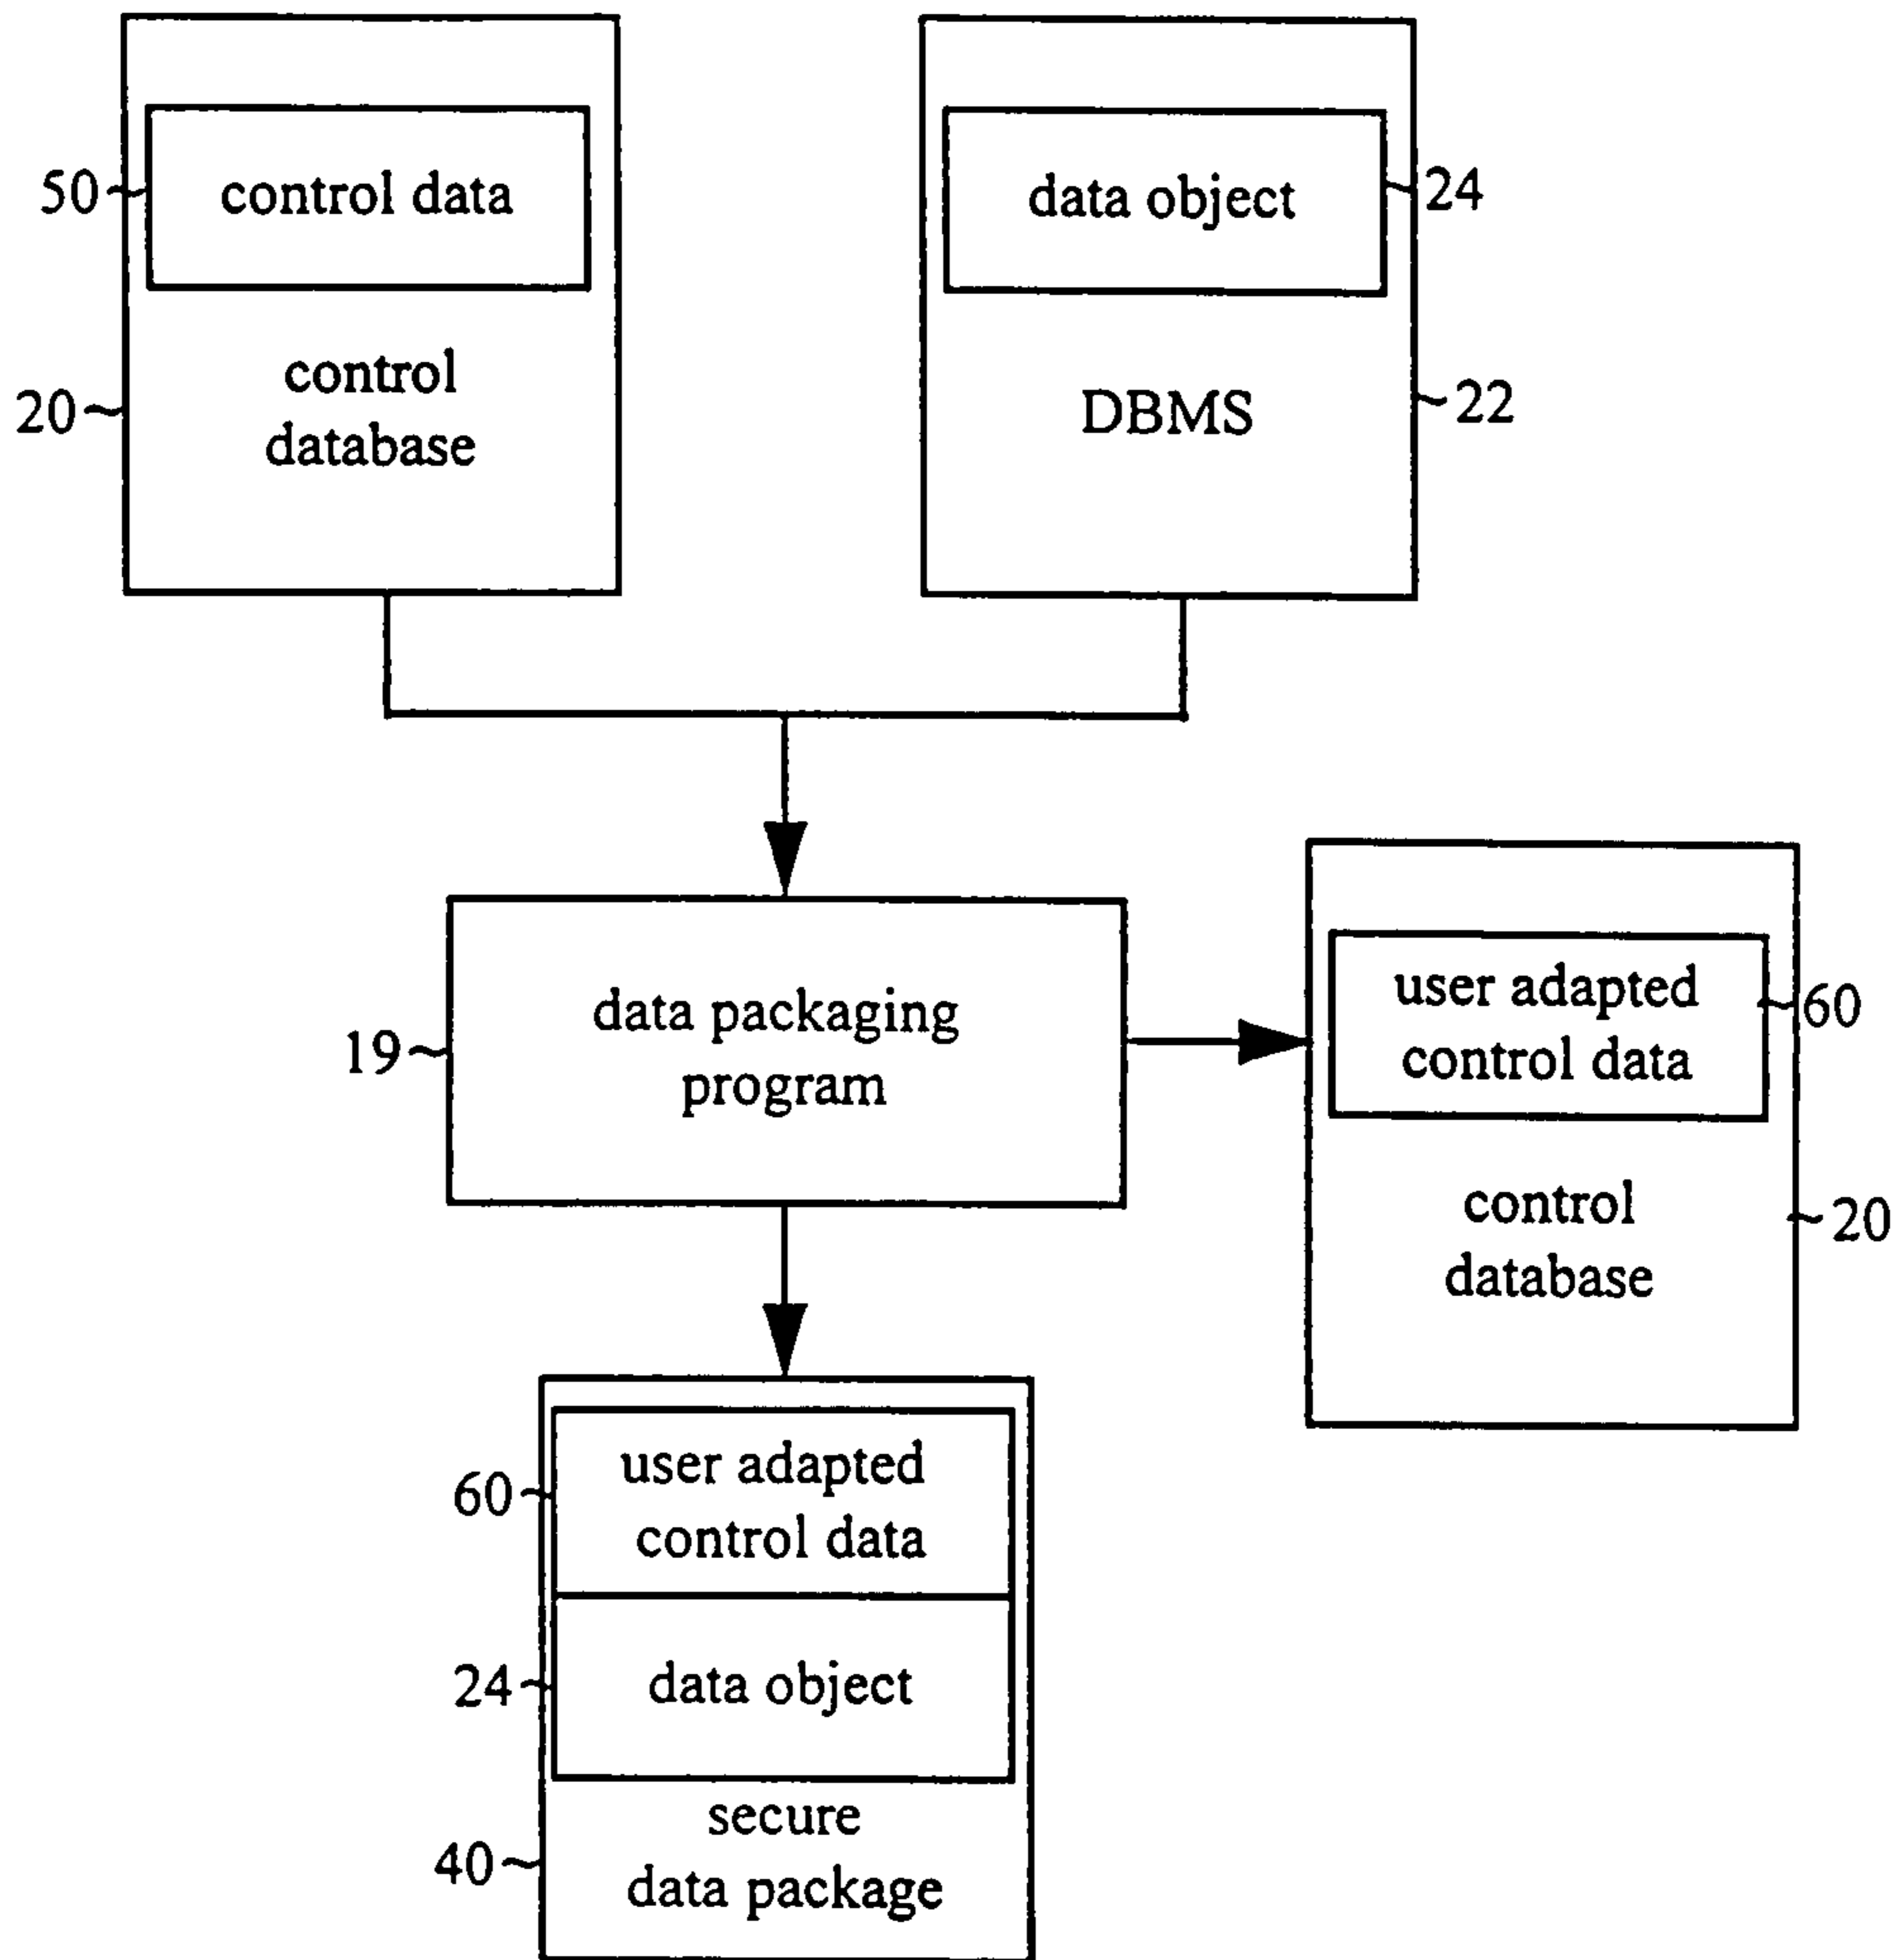 50
control data
20
control
database
data object
24
DBMS
22
19
data packaging
program
user adapted
control data
60
control
database
20
60
user adapted
control data
24
data object
40
secure
data package